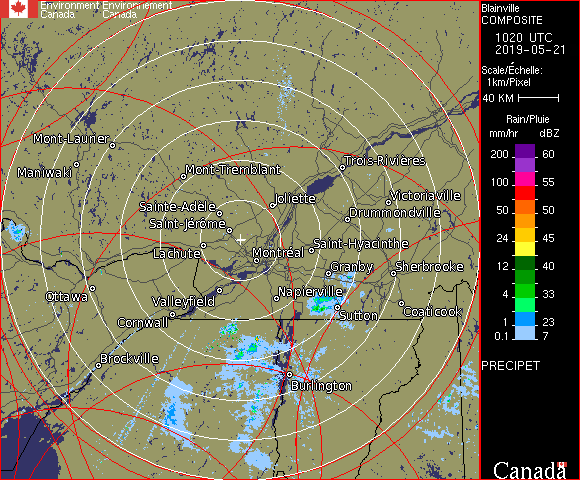 Environment Environnement
Canada Canada
Blainville
COMPOSITE
1020 UTC
2019-05-21
Scale/Échelle:
1km/Pixel
40 KM
Rain/Pluie
mm/hr dBZ
200 60
150 57
100 55
50 50
24 45
12 40
4 33
1 23
0.1 7
PRECIPET
Canada
Mont-Laurier
Maniwaki
Mont-Tremblant
Trois-Rivières
Sainte-Adèle
Joliette
Victoriaville
Drummondville
Saint-Jérôme
Lachute
Montréal
Saint-Hyacinthe
Granby
Sherbrooke
Ottawa
Valleyfield
Napierville
Sutton
Coaticook
Cornwall
Brockville
Burlington